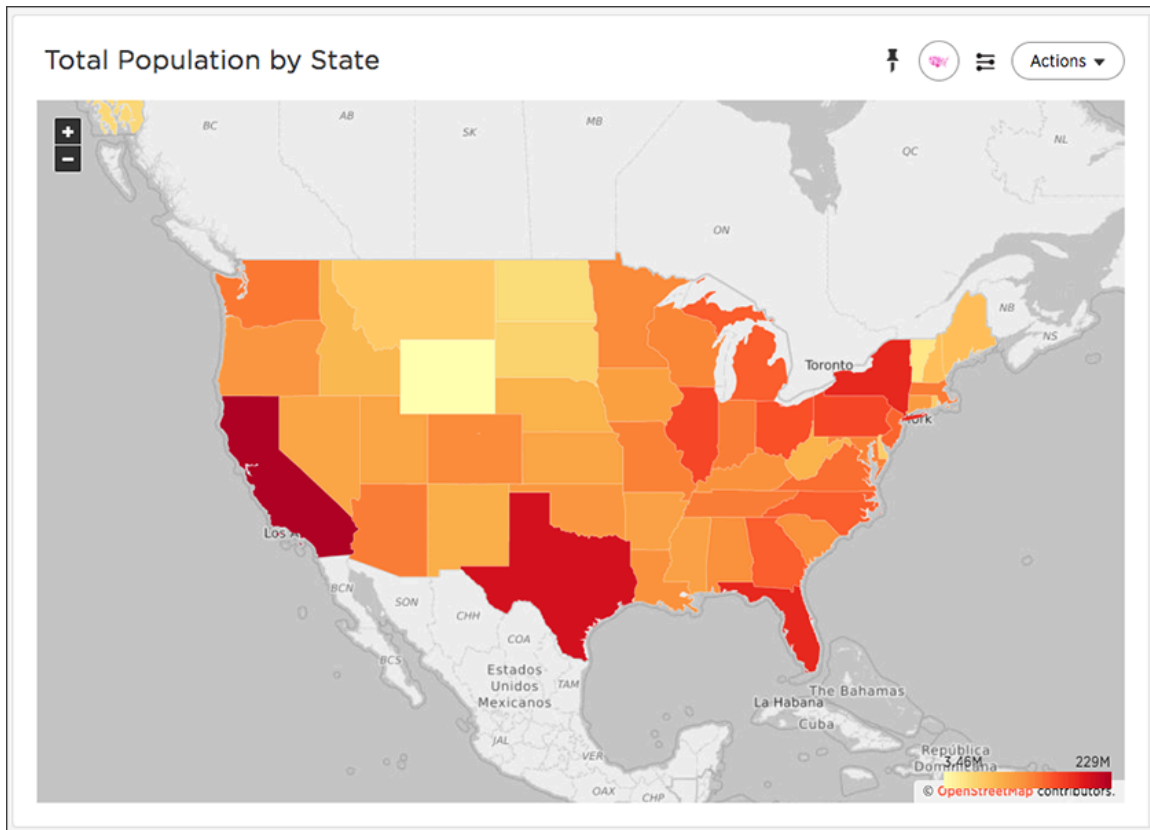 Total Population by State
Actions
+
−
BC
AB
SK
MB
ON
QC
NL
NB
NS
Toronto
York
Los
BCN
SON
CHH
COA
BCS
Estados
Unidos
Mexicanos
TAM
JAL
VER
OAX
CHP
The Bahamas
La Habana
Cuba
República
Dominicana
3.46M 229M
© OpenStreetMap contributors.